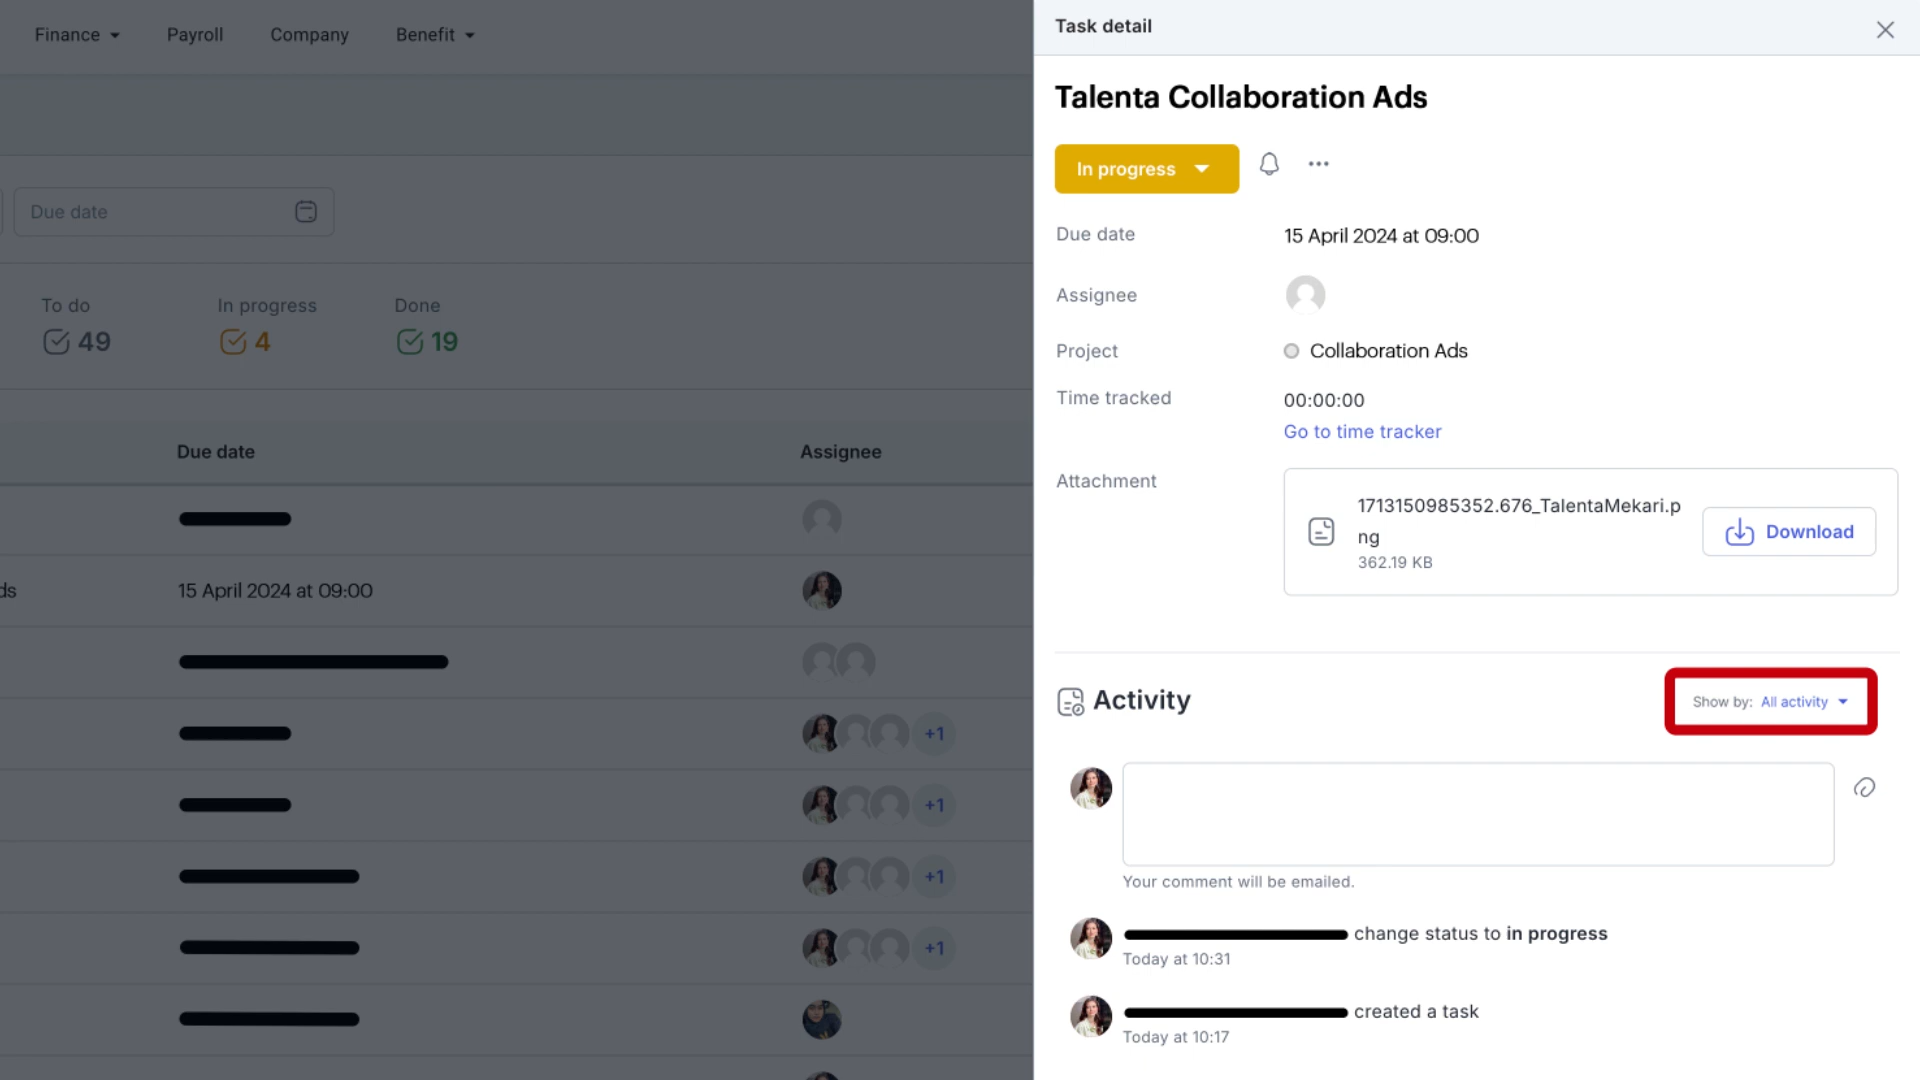 Finance
Payroll
Company
Benefit
Due date
To do
In progress
Done
49
4
19
Due date
Assignee
ds
15 April 2024 at 09:00
+1
+1
+1
+1
Task detail
Talenta Collaboration Ads
In progress
Due date
15 April 2024 at 09:00
Assignee
Project
Collaboration Ads
Time tracked
00:00:00
Go to time tracker
Attachment
1713150985352.676_TalentaMekari.p
ng
362.19 KB
Download
Activity
Show by: All activity
Your comment will be emailed.
change status to in progress
Today at 10:31
created a task
Today at 10:17